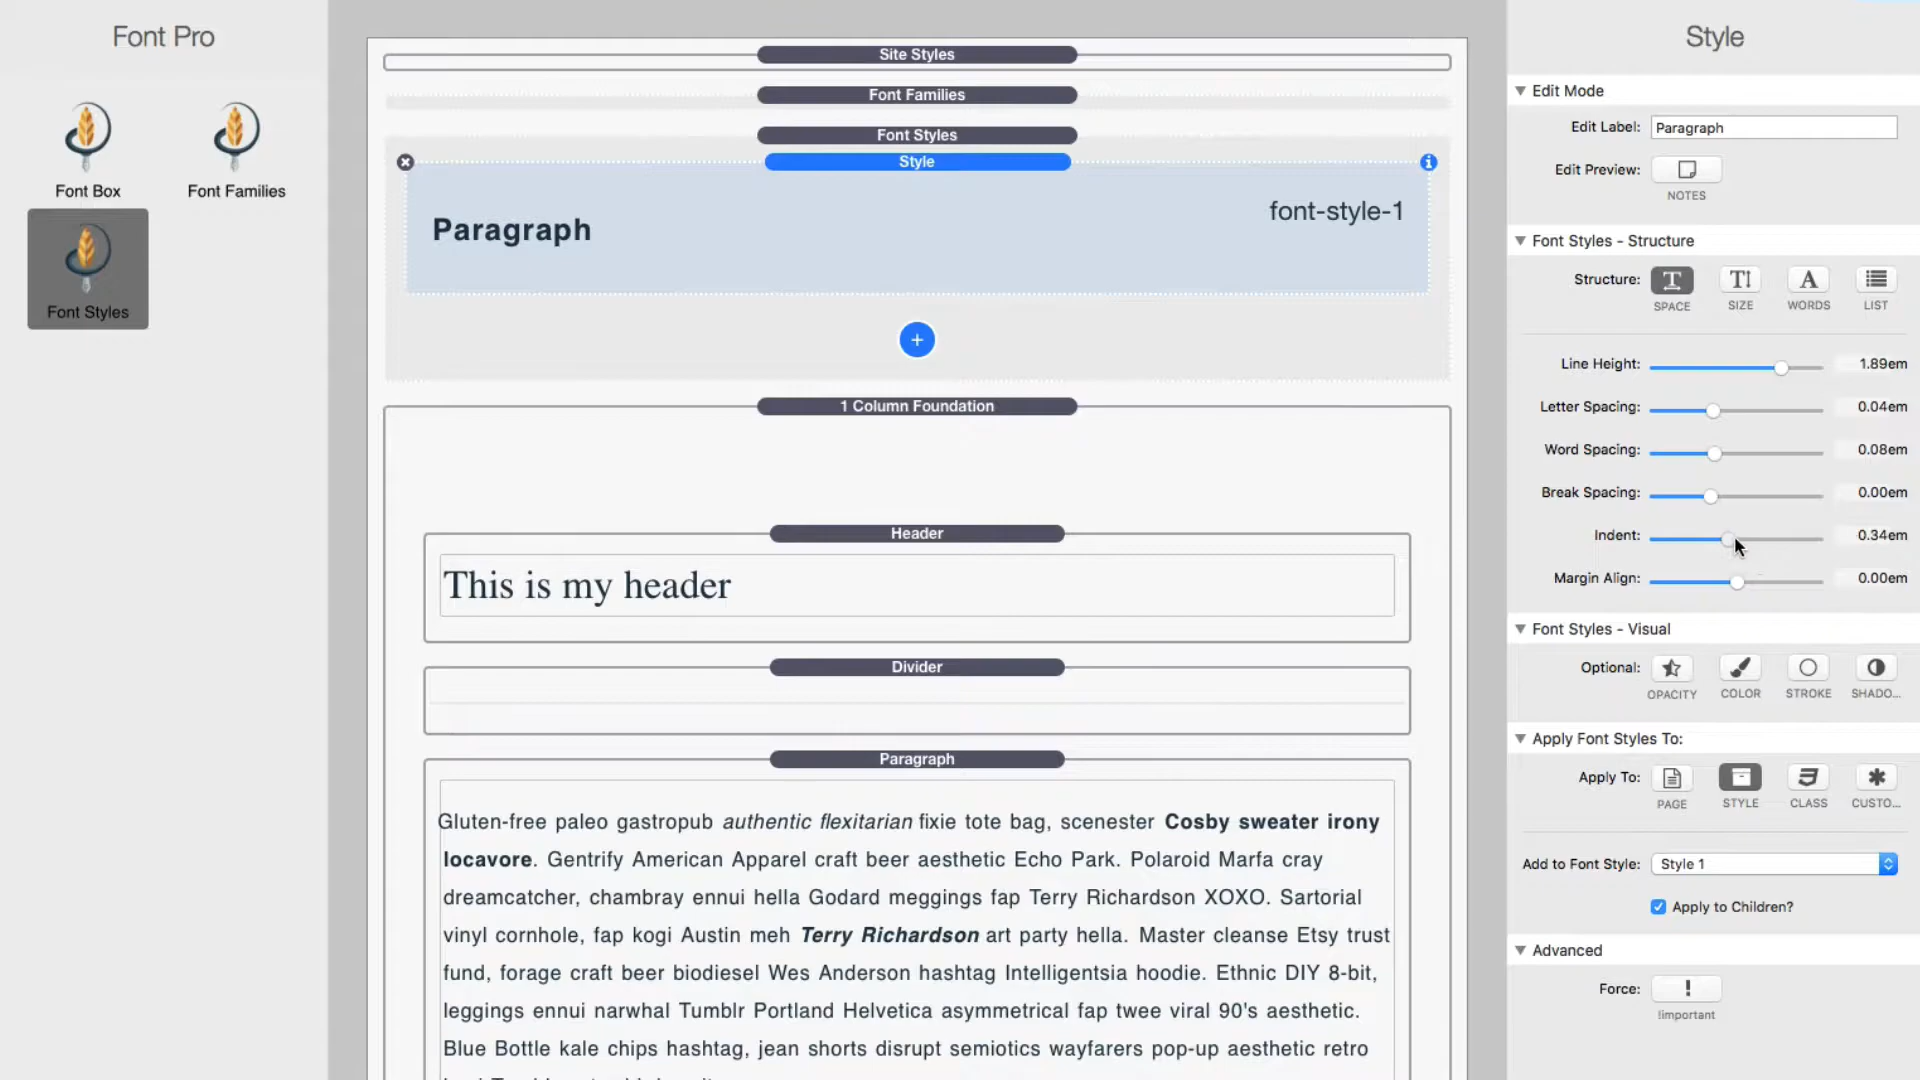 Font Pro
Font Box
Font Families
Font Styles
Site Styles
Font Families
Font Styles
Style
Paragraph
font-style-1
1 Column Foundation
Header
This is my header
Divider
Paragraph
Gluten-free paleo gastropub authentic flexitarian fixie tote bag, scenester Cosby sweater irony
locavore. Gentrify American Apparel craft beer aesthetic Echo Park. Polaroid Marfa cray
dreamcatcher, chambray ennui hella Godard meggings fap Terry Richardson XOXO. Sartorial
vinyl cornhole, fap kogi Austin meh Terry Richardson art party hella. Master cleanse Etsy trust
fund, forage craft beer biodiesel Wes Anderson hashtag Intelligentsia hoodie. Ethnic DIY 8-bit,
leggings ennui narwhal Tumblr Portland Helvetica asymmetrical fap twee viral 90's aesthetic.
Blue Bottle kale chips hashtag, jean shorts disrupt semiotics wayfarers pop-up aesthetic retro
Style
Edit Mode
Edit Label: Paragraph
Edit Preview:
NOTES
Font Styles - Structure
Structure:
SPACE SIZE WORDS LIST
Line Height: 1.89em
Letter Spacing: 0.04em
Word Spacing: 0.08em
Break Spacing: 0.00em
Indent: 0.34em
Margin Align: 0.00em
Font Styles - Visual
Optional:
OPACITY COLOR STROKE SHADO...
Apply Font Styles To:
Apply To:
PAGE STYLE CLASS CUSTO...
Add to Font Style: Style 1
Apply to Children?
Advanced
Force: !
!important